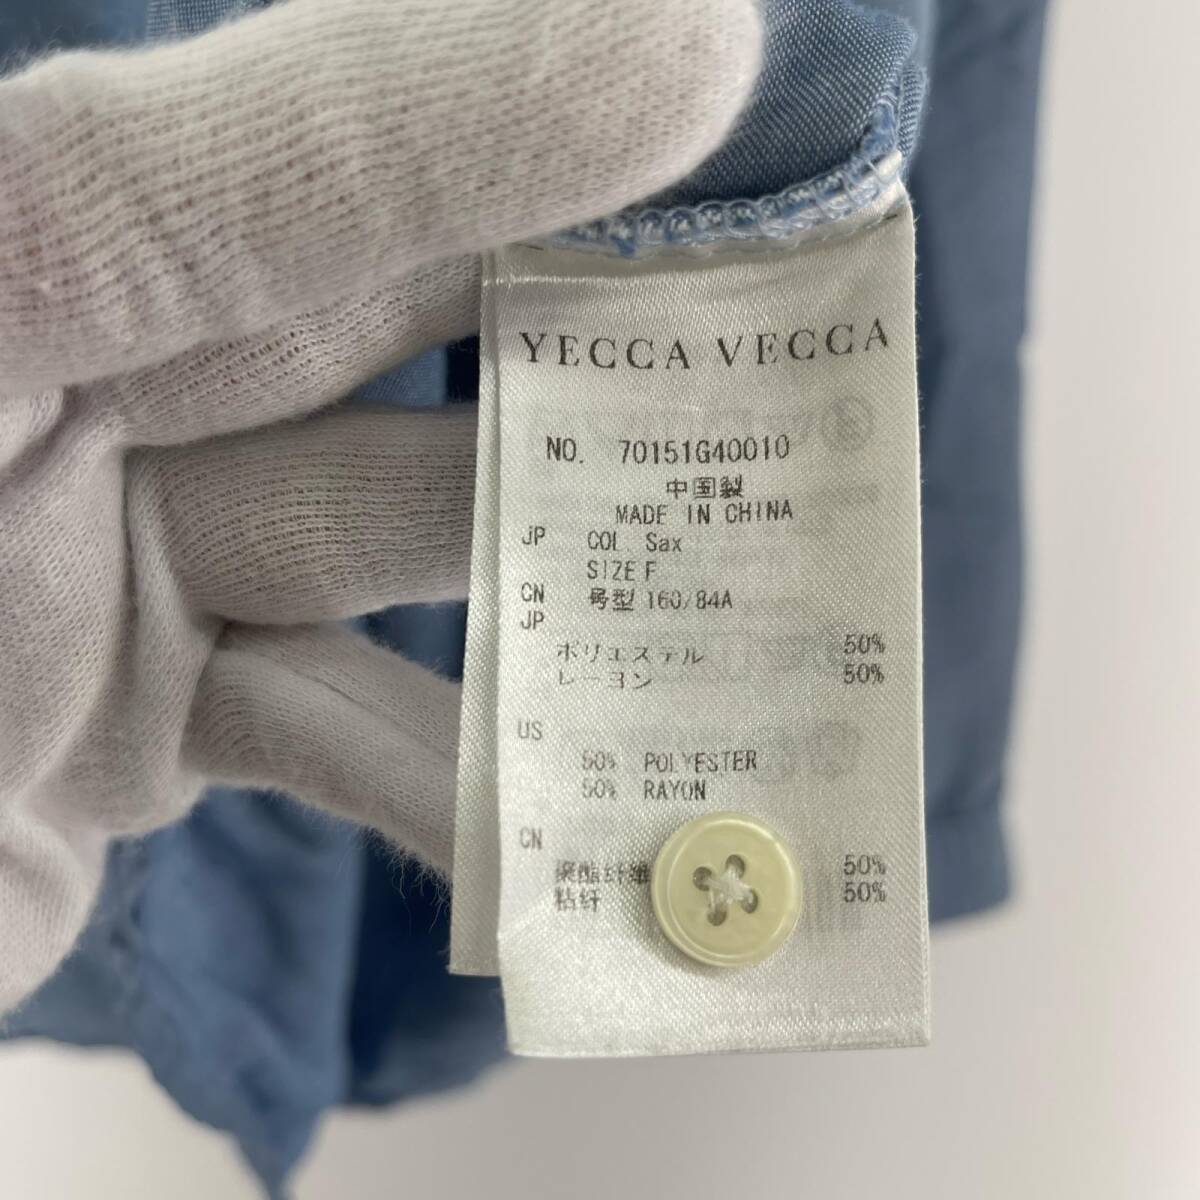 YECCA VECCA
NO. 70151G40010
中国製
MADE IN CHINA
JP COL. Sax
SIZE F
CN 号型 160/84A
JP
ポリエステル 50%
レーヨン 50%
US
50% POLYESTER
50% RAYON
CN
聚酯纤维 50%
粘纤 50%